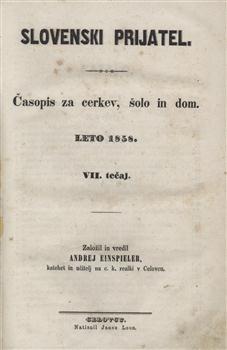 SLOVENSKI PRIJATEL.
Časopis za cerkev, šolo in dom.
LETO 1858.
VII. tečaj.
Založil in vredil
ANDREJ EINSPIELER,
katehet in učitelj na c. k. realki v Celovcu.
CELOVEC.
Natisnil Janez Leon.